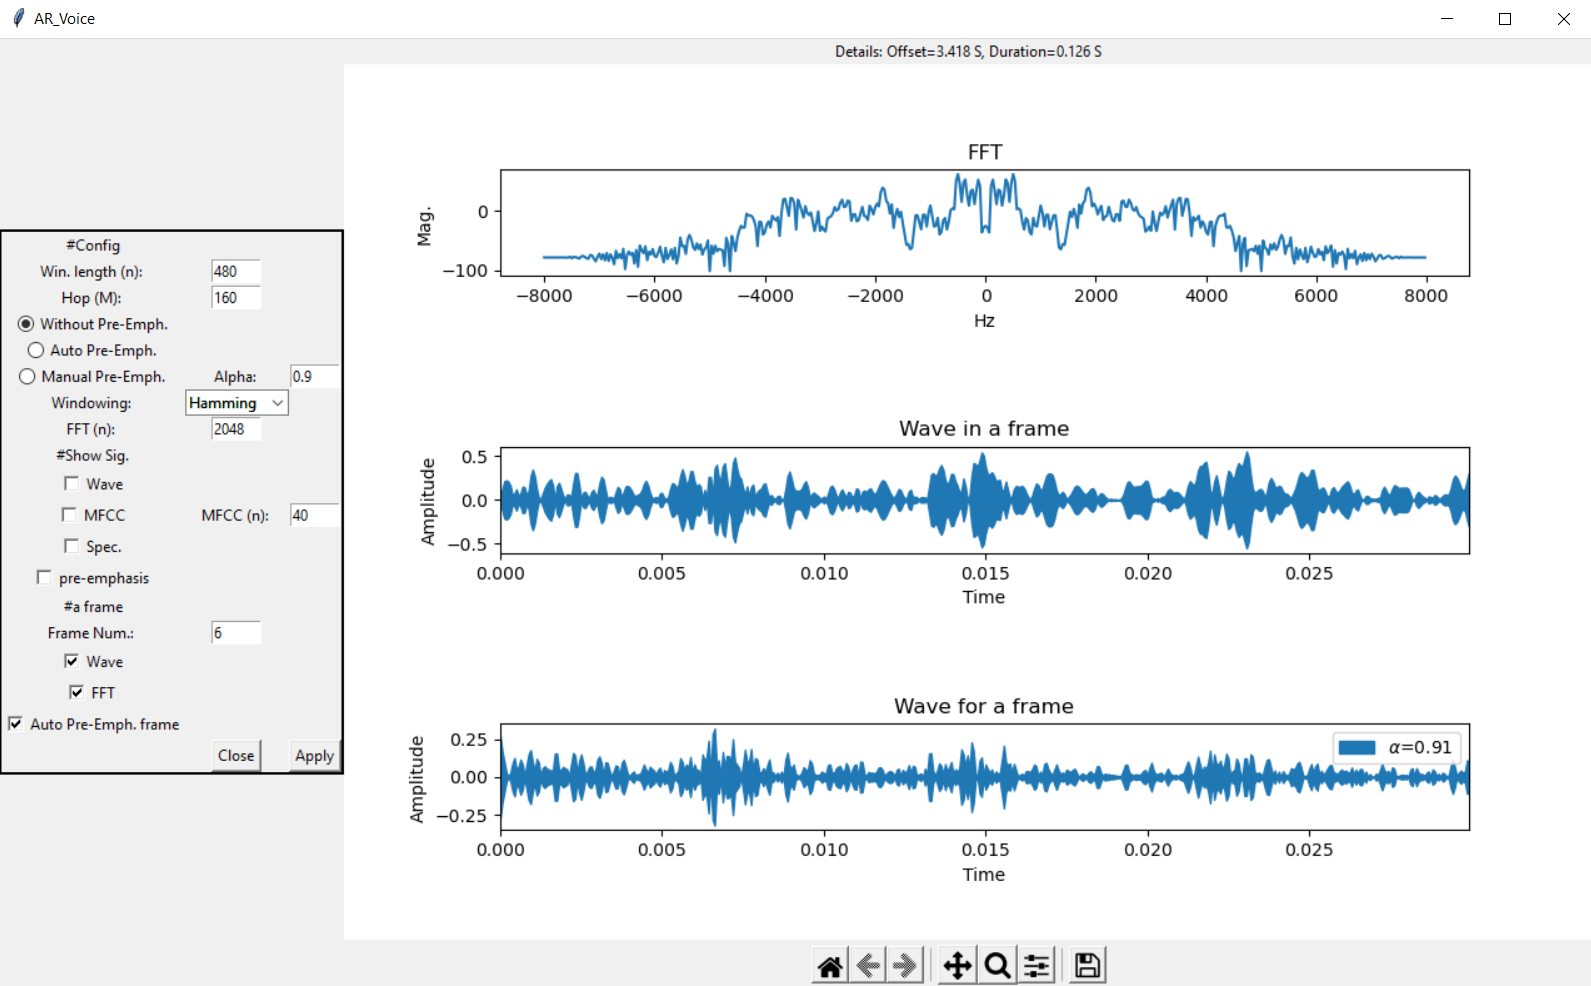 AR_Voice
Details: Offset=3.418 S, Duration=0.126 S
#Config
Win. length (n): 480
Hop (M): 160
Without Pre-Emph.
Auto Pre-Emph.
Manual Pre-Emph. Alpha: 0.9
Windowing: Hamming
FFT (n): 2048
#Show Sig.
Wave
MFCC MFCC (n): 40
Spec.
pre-emphasis
#a frame
Frame Num.: 6
Wave
FFT
Auto Pre-Emph. frame
Close Apply
FFT
Mag.
0
−100
−8000 −6000 −4000 −2000 0 2000 4000 6000 8000
Hz
Wave in a frame
Amplitude
0.5
0.0
−0.5
0.000 0.005 0.010 0.015 0.020 0.025
Time
Wave for a frame
Amplitude
0.25
0.00
−0.25
α=0.91
0.000 0.005 0.010 0.015 0.020 0.025
Time